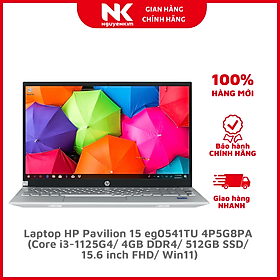 NK
NGUYENKIM
GIAN HÀNG
CHÍNH HÃNG
100%
HÀNG MỚI
Bảo hành
CHÍNH HÃNG
Giao hàng
NHANH
hp
Laptop HP Pavilion 15 eg0541TU 4P5G8PA
(Core i3-1125G4/ 4GB DDR4/ 512GB SSD/
15.6 inch FHD/ Win11)